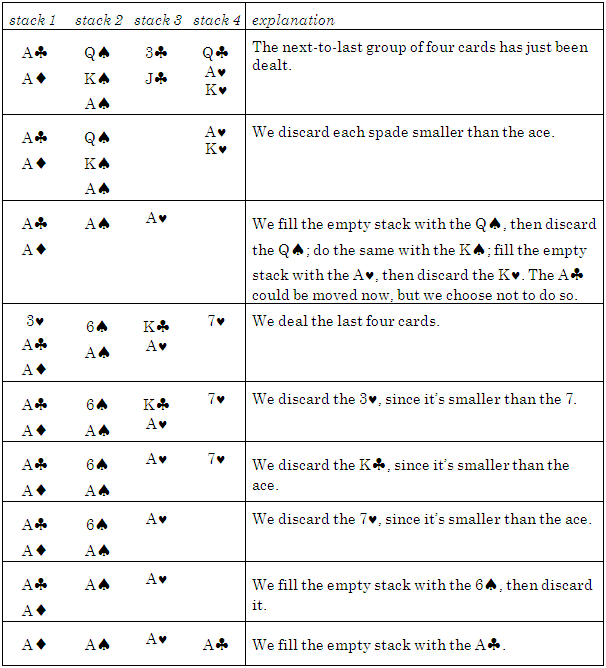 stack 1 stack 2 stack 3 stack 4 explanation
A♣ Q♠ 3♣ Q♣ The next-to-last group of four cards has just been
A♦ K♠ J♣ A♥ dealt.
A♠ K♥
A♣ Q♠ A♥ We discard each spade smaller than the ace.
A♦ K♠ K♥
A♠
A♣ A♠ A♥ We fill the empty stack with the Q♠, then discard
A♦ the Q♠; do the same with the K♠; fill the empty
stack with the A♥, then discard the K♥. The A♣
could be moved now, but we choose not to do so.
3♥ 6♠ K♣ 7♥ We deal the last four cards.
A♣ A♠ A♥
A♦
A♣ 6♠ K♣ 7♥ We discard the 3♥, since it's smaller than the 7.
A♦ A♠ A♥
A♣ 6♠ A♥ 7♥ We discard the K♣, since it's smaller than the
A♦ A♠ ace.
A♣ 6♠ A♥ We discard the 7♥, since it's smaller than the ace.
A♦ A♠
A♣ A♠ A♥ We fill the empty stack with the 6♠, then discard
A♦ it.
A♦ A♠ A♥ A♣ We fill the empty stack with the A♣.